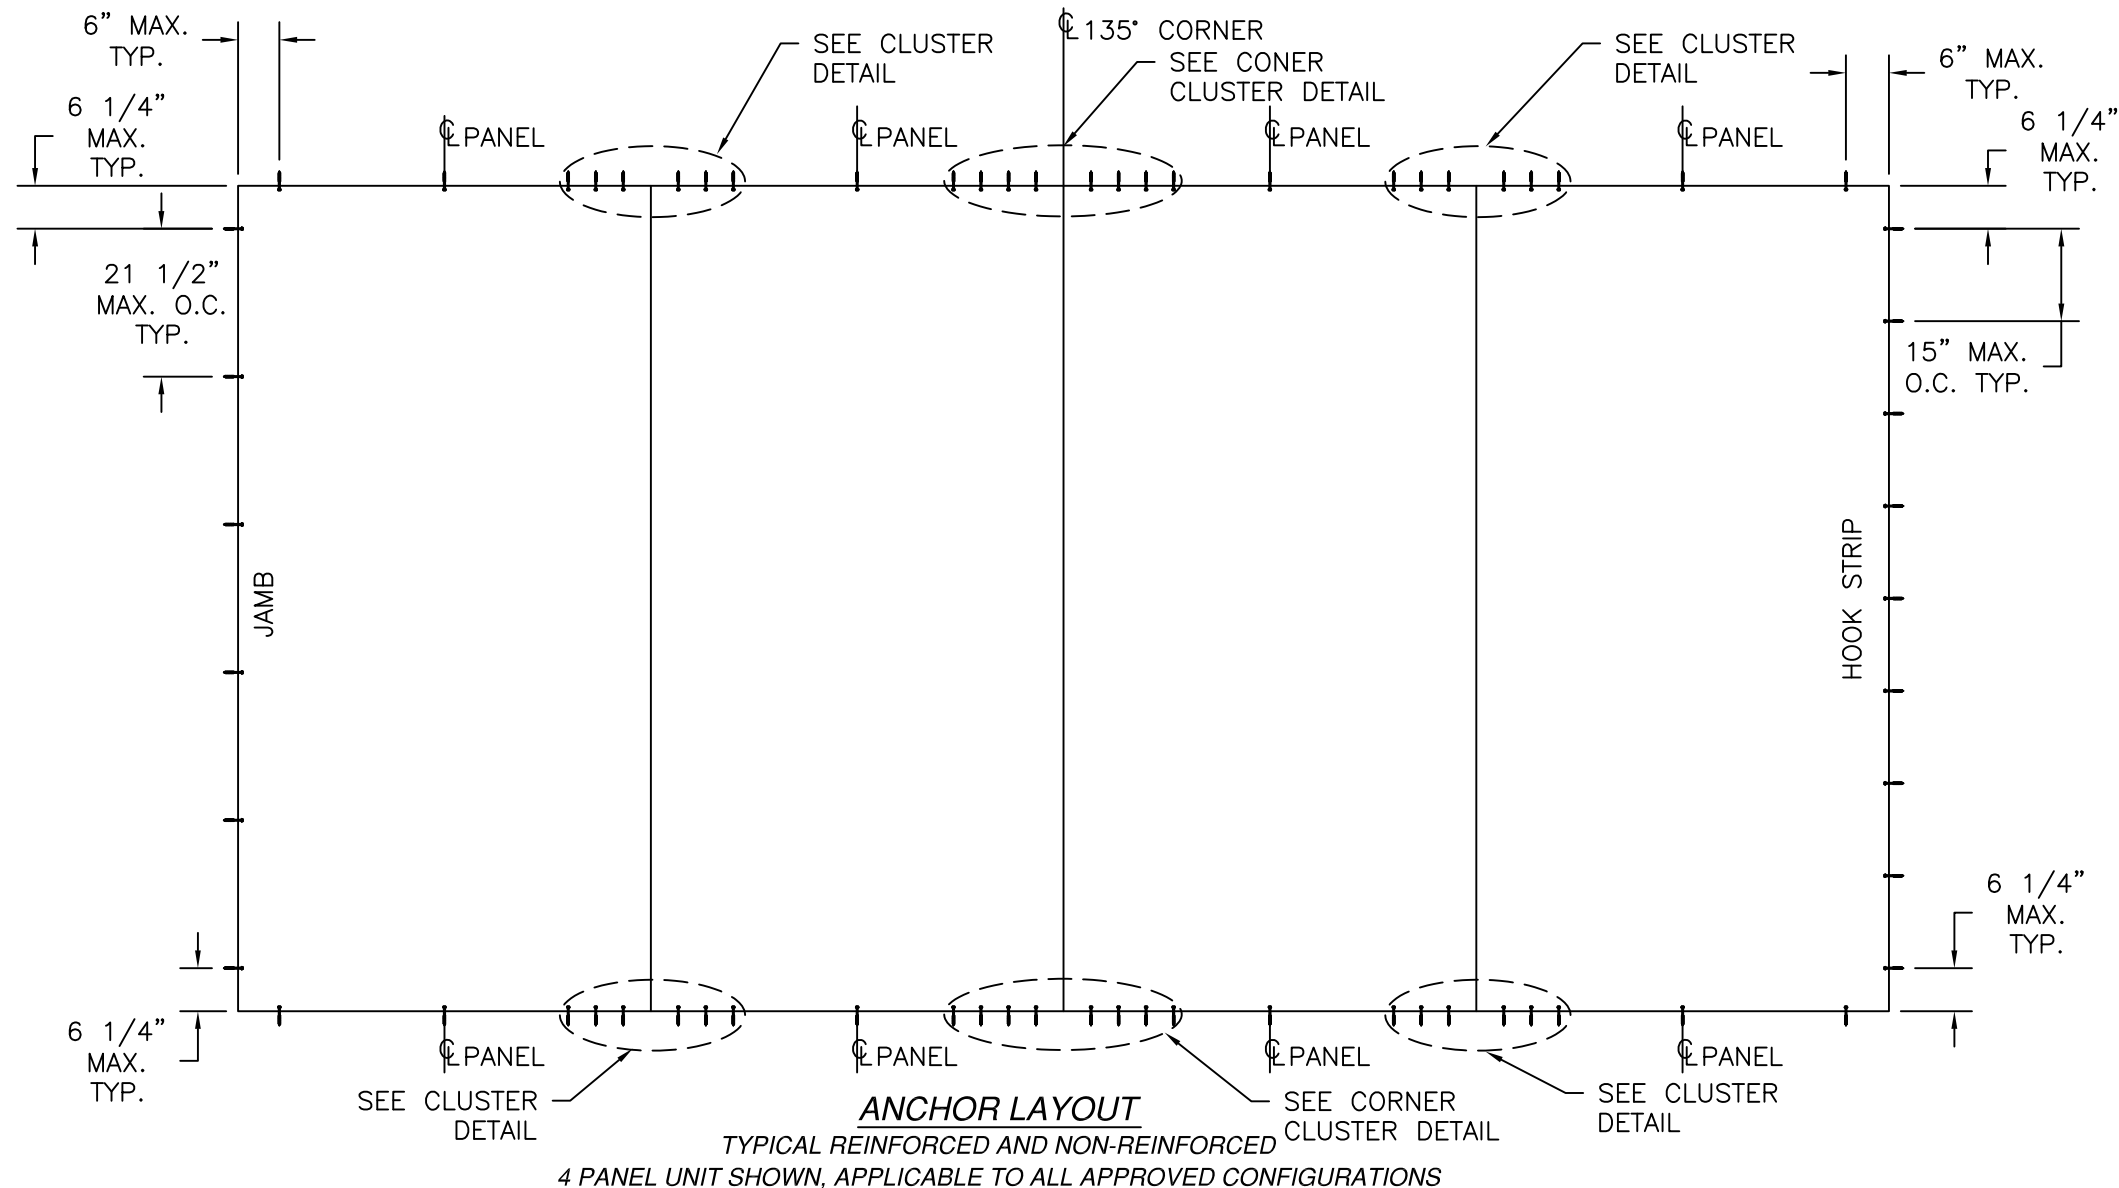 6" MAX.
TYP.
6 1/4"
MAX.
TYP.
21 1/2"
MAX. O.C.
TYP.
℄ PANEL
SEE CLUSTER
DETAIL
℄ PANEL
℄ 135° CORNER
SEE CONER
CLUSTER DETAIL
℄ PANEL
SEE CLUSTER
DETAIL
℄ PANEL
6" MAX.
TYP.
6 1/4"
MAX.
TYP.
15" MAX.
O.C. TYP.
JAMB
HOOK STRIP
6 1/4"
MAX.
TYP.
6 1/4"
MAX.
TYP.
℄ PANEL
℄ PANEL
℄ PANEL
℄ PANEL
SEE CLUSTER
DETAIL
SEE CORNER
CLUSTER DETAIL
SEE CLUSTER
DETAIL
ANCHOR LAYOUT
TYPICAL REINFORCED AND NON-REINFORCED
4 PANEL UNIT SHOWN, APPLICABLE TO ALL APPROVED CONFIGURATIONS